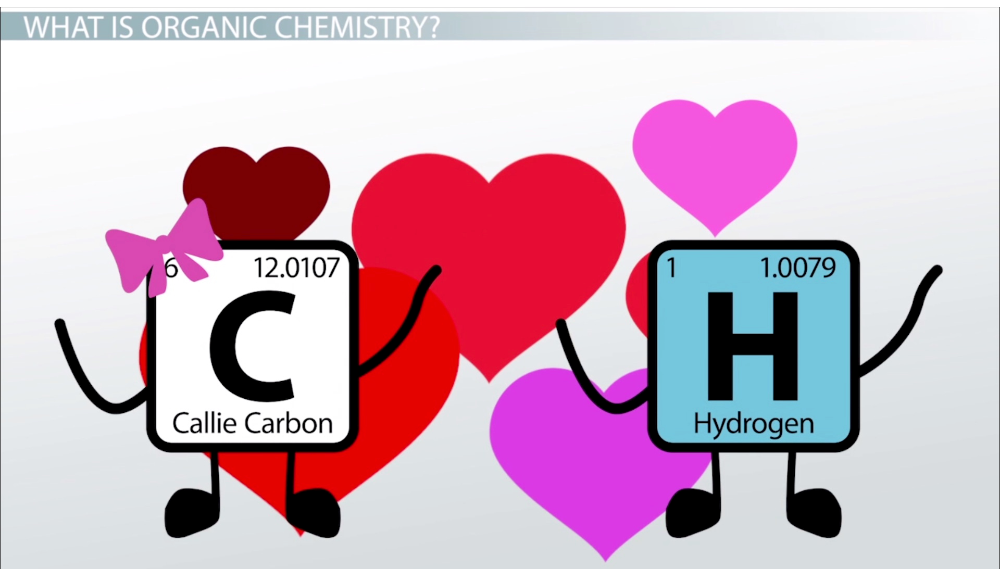 WHAT IS ORGANIC CHEMISTRY?
6 12.0107
C
Callie Carbon
1 1.0079
H
Hydrogen